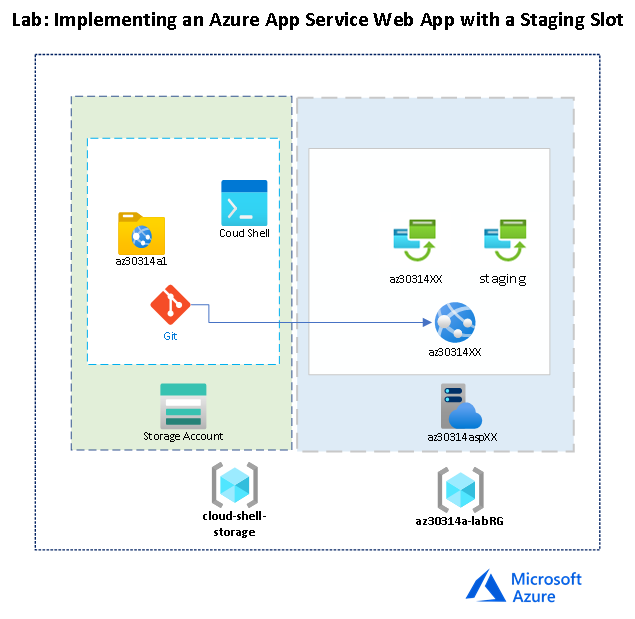 Lab: Implementing an Azure App Service Web App with a Staging Slot
Coud Shell
az30314a1
Git
Storage Account
az30314XX
staging
az30314XX
az30314aspXX
cloud-shell-
storage
az30314a-labRG
Microsoft
Azure